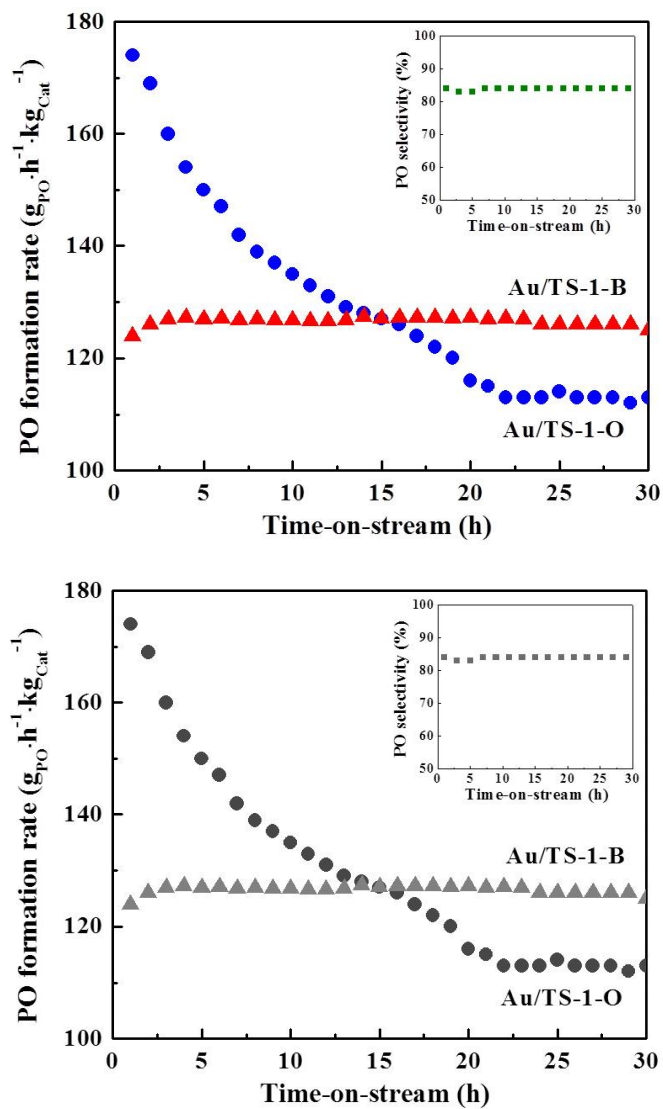 180
160
140
120
100
PO formation rate (g_PO·h⁻¹·kg_Cat⁻¹)
100
90
80
70
60
50
PO selectivity (%)
0 5 10 15 20 25 30
Time-on-stream (h)
Au/TS-1-B
Au/TS-1-O
0 5 10 15 20 25 30
Time-on-stream (h)
180
160
140
120
100
PO formation rate (g_PO·h⁻¹·kg_Cat⁻¹)
100
90
80
70
60
50
PO selectivity (%)
0 5 10 15 20 25 30
Time-on-stream (h)
Au/TS-1-B
Au/TS-1-O
0 5 10 15 20 25 30
Time-on-stream (h)